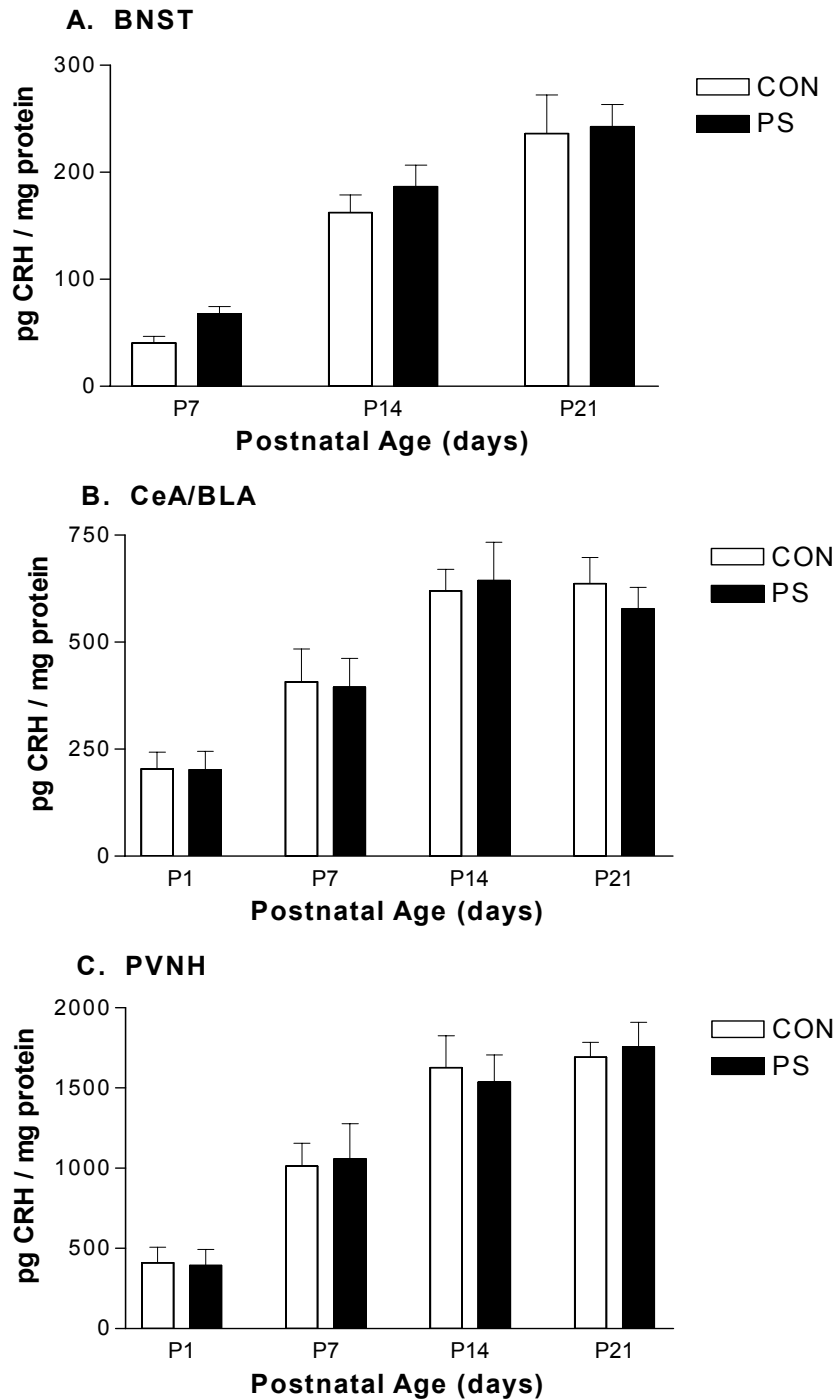 A. BNST
300
200
100
0
pg CRH / mg protein
P7 P14 P21
Postnatal Age (days)
CON
PS
B. CeA/BLA
750
500
250
0
pg CRH / mg protein
P1 P7 P14 P21
Postnatal Age (days)
CON
PS
C. PVNH
2000
1500
1000
500
0
pg CRH / mg protein
P1 P7 P14 P21
Postnatal Age (days)
CON
PS